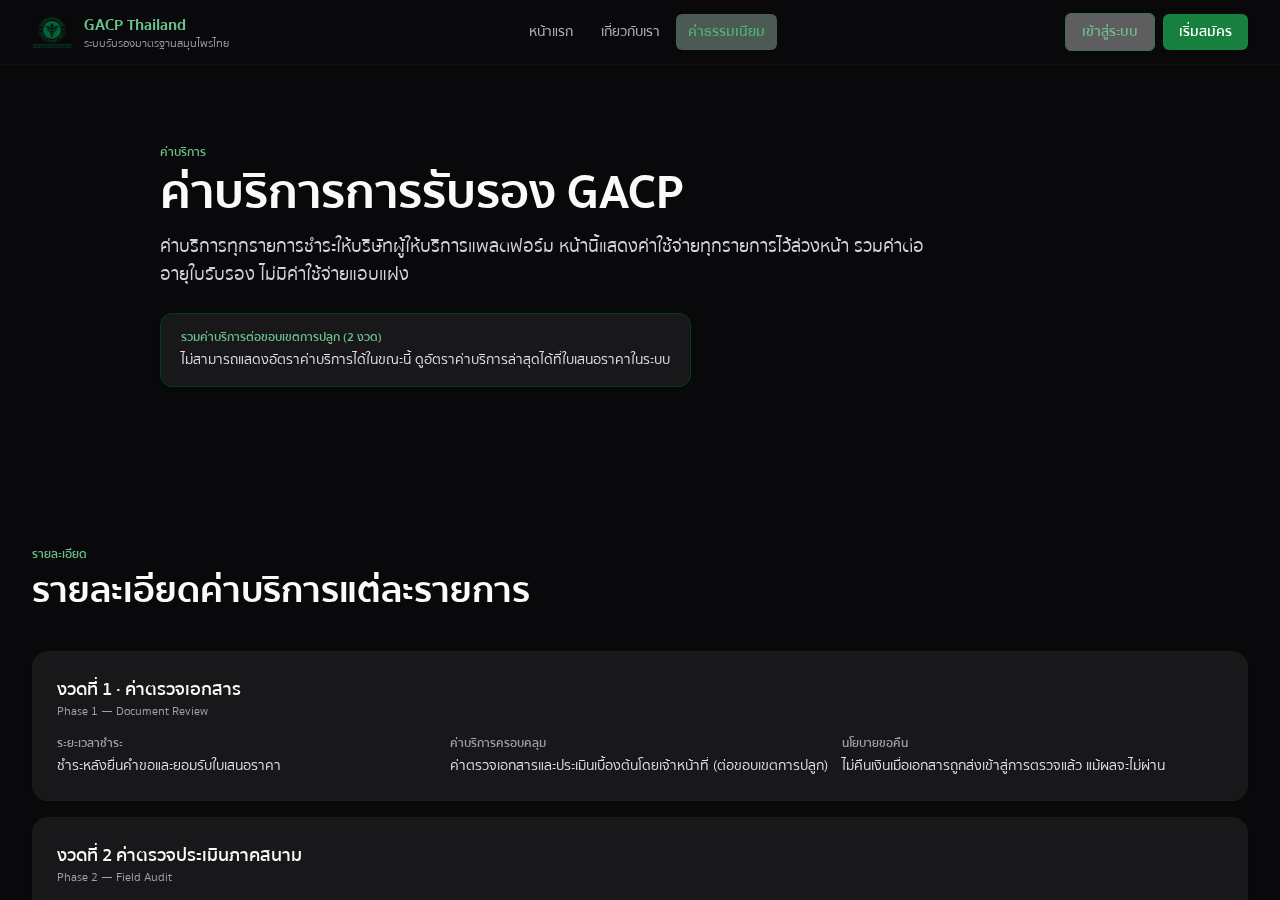 GACP Thailand
ระบบรับรองมาตรฐานสมุนไพรไทย
หน้าแรก
เกี่ยวกับเรา
ค่าธรรมเนียม
เข้าสู่ระบบ
เริ่มสมัคร
ค่าบริการ
ค่าบริการการรับรอง GACP
ค่าบริการทุกรายการชำระให้บริษัทผู้ให้บริการแพลตฟอร์ม หน้านี้แสดงค่าใช้จ่ายทุกรายการไว้ล่วงหน้า รวมค่าต่อ
อายุใบรับรอง ไม่มีค่าใช้จ่ายแอบแฝง
รวมค่าบริการต่อขอบเขตการปลูก (2 งวด)
ไม่สามารถแสดงอัตราค่าบริการได้ในขณะนี้ ดูอัตราค่าบริการล่าสุดได้ที่ใบเสนอราคาในระบบ
รายละเอียด
รายละเอียดค่าบริการแต่ละรายการ
งวดที่ 1 · ค่าตรวจเอกสาร
Phase 1 — Document Review
ระยะเวลาชำระ
ชำระหลังยื่นคำขอและยอมรับใบเสนอราคา
ค่าบริการครอบคลุม
ค่าตรวจเอกสารและประเมินเบื้องต้นโดยเจ้าหน้าที่ (ต่อขอบเขตการปลูก)
นโยบายขอคืน
ไม่คืนเงินเมื่อเอกสารถูกส่งเข้าสู่การตรวจแล้ว แม้ผลจะไม่ผ่าน
งวดที่ 2 ค่าตรวจประเมินภาคสนาม
Phase 2 — Field Audit